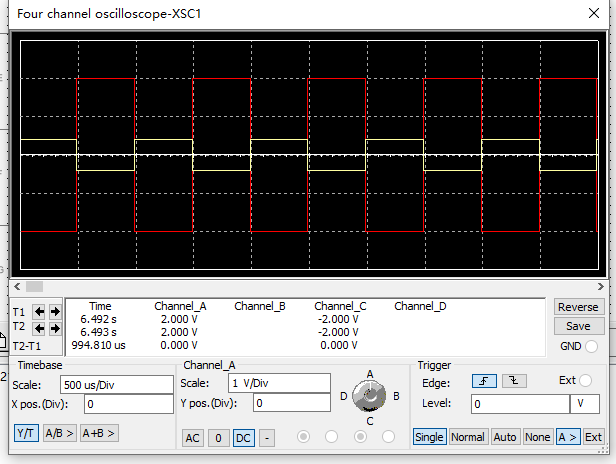 Four channel oscilloscope-XSC1
Time Channel_A Channel_B Channel_C Channel_D
T1 6.492 s 2.000 V -2.000 V
T2 6.493 s 2.000 V -2.000 V
T2-T1 994.810 us 0.000 V 0.000 V
Reverse
Save
GND
Timebase
Scale: 500 us/Div
X pos.(Div): 0
Y/T A/B > A+B >
Channel_A
Scale: 1 V/Div
Y pos.(Div): 0
AC 0 DC -
A
D B
C
Trigger
Edge: Ext
Level: 0 V
Single Normal Auto None A > Ext